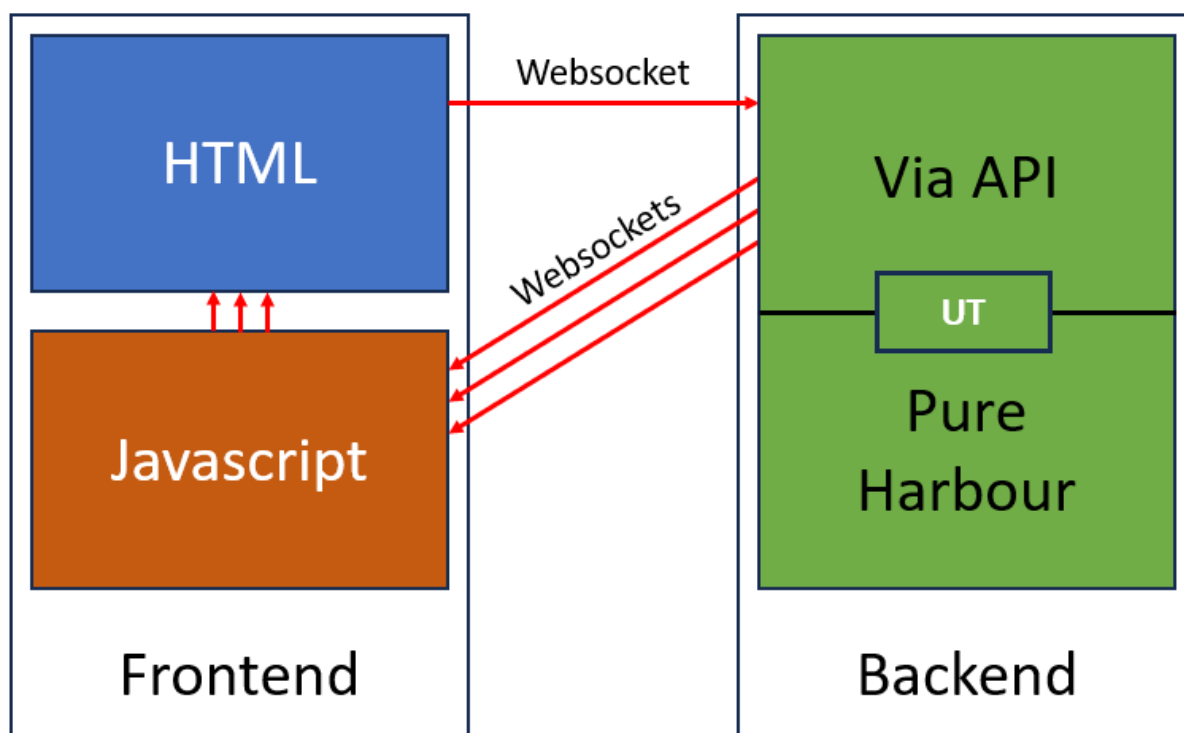 HTML
Websocket
Via API
Websockets
UT
Javascript
Pure
Harbour
Frontend
Backend